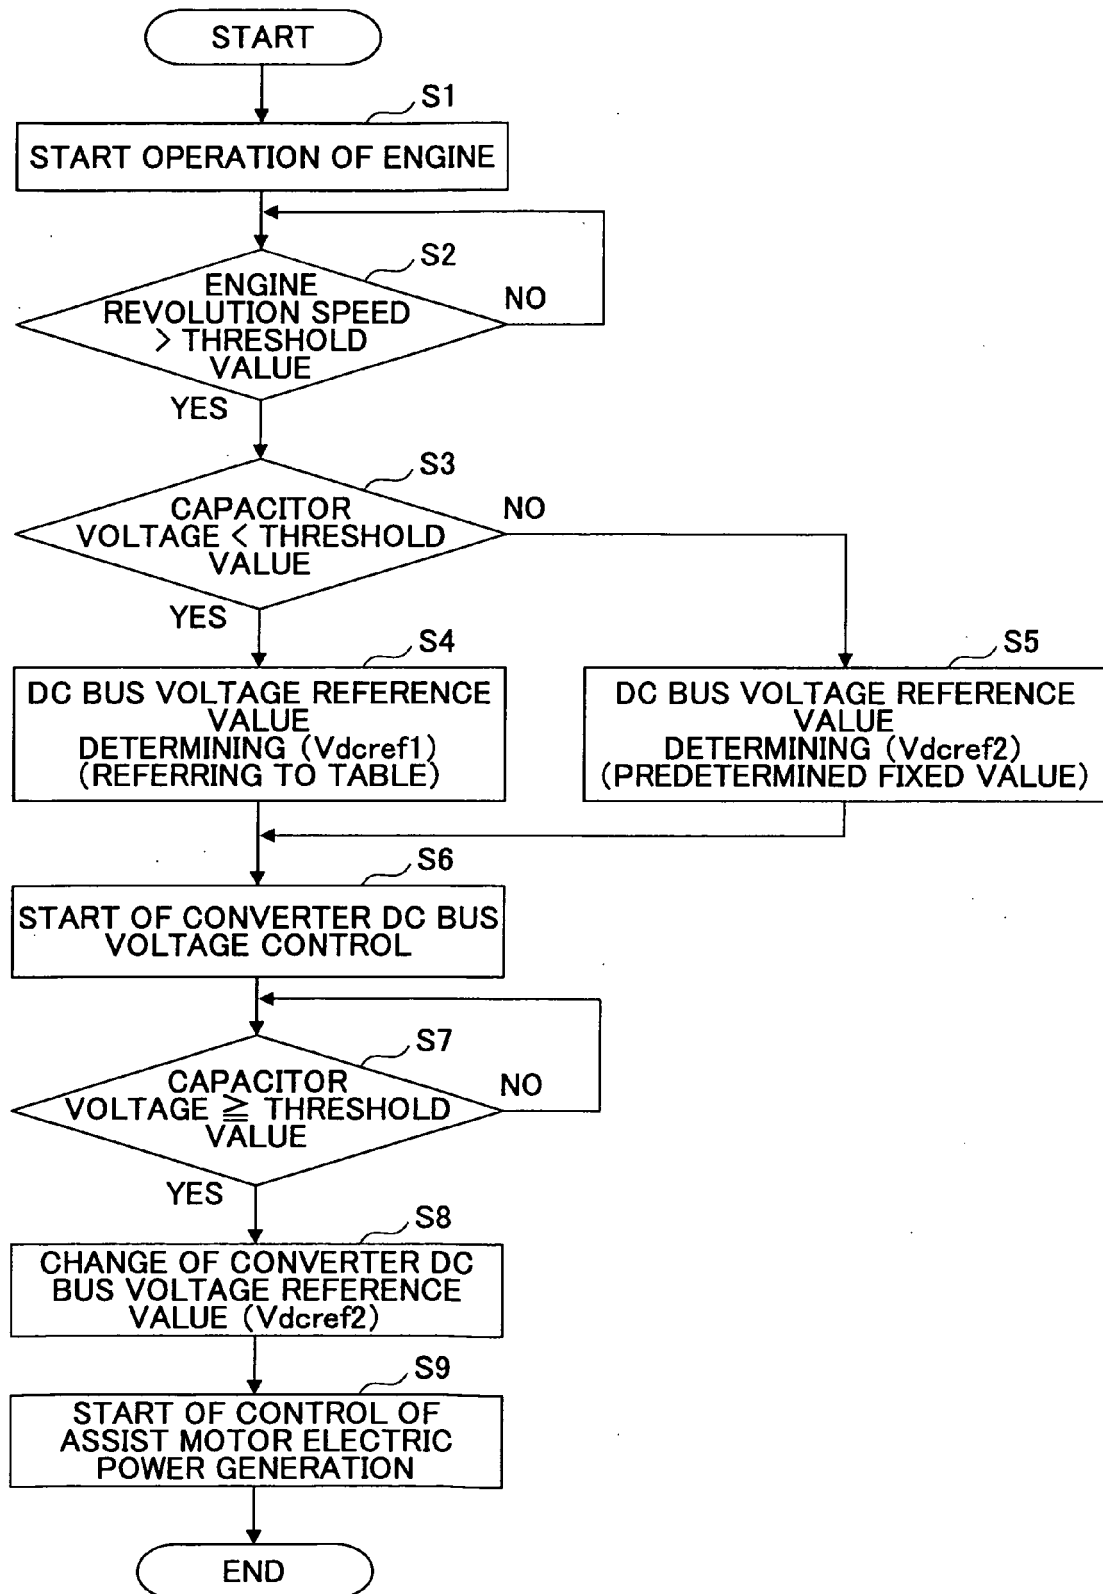 START
S1
START OPERATION OF ENGINE
S2
ENGINE
REVOLUTION SPEED
> THRESHOLD
VALUE
NO
YES
S3
CAPACITOR
VOLTAGE < THRESHOLD
VALUE
NO
YES
S4
DC BUS VOLTAGE REFERENCE
VALUE
DETERMINING (Vdcref1)
(REFERRING TO TABLE)
S5
DC BUS VOLTAGE REFERENCE
VALUE
DETERMINING (Vdcref2)
(PREDETERMINED FIXED VALUE)
S6
START OF CONVERTER DC BUS
VOLTAGE CONTROL
S7
CAPACITOR
VOLTAGE ≧ THRESHOLD
VALUE
NO
YES
S8
CHANGE OF CONVERTER DC
BUS VOLTAGE REFERENCE
VALUE (Vdcref2)
S9
START OF CONTROL OF
ASSIST MOTOR ELECTRIC
POWER GENERATION
END